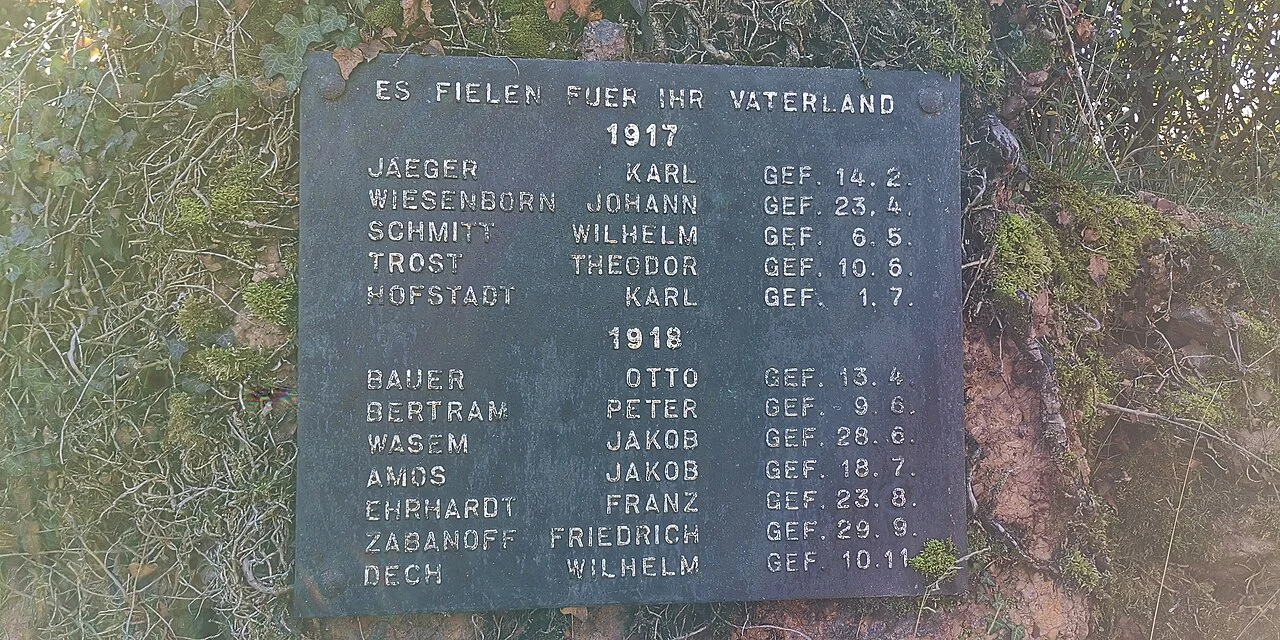 ES FIELEN FUER IHR VATERLAND
1917
JAEGER KARL GEF. 14. 2.
WIESENBORN JOHANN GEF. 23. 4.
SCHMITT WILHELM GEF. 6. 5.
TROST THEODOR GEF. 10. 6.
HOFSTADT KARL GEF. 1. 7.
1918
BAUER OTTO GEF. 13. 4.
BERTRAM PETER GEF. 9. 6.
WASEM JAKOB GEF. 28. 6.
AMOS JAKOB GEF. 18. 7.
EHRHARDT FRANZ GEF. 23. 8.
ZABANOFF FRIEDRICH GEF. 29. 9.
DECH WILHELM GEF. 10. 11